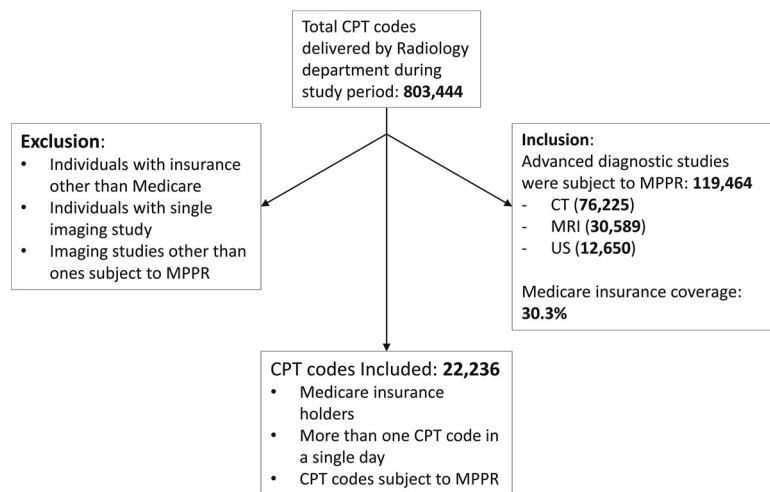 Total CPT codes
delivered by Radiology
department during
study period: 803,444
Exclusion:
• Individuals with insurance
other than Medicare
• Individuals with single
imaging study
• Imaging studies other than
ones subject to MPPR
Inclusion:
Advanced diagnostic studies
were subject to MPPR: 119,464
- CT (76,225)
- MRI (30,589)
- US (12,650)
Medicare insurance coverage:
30.3%
CPT codes Included: 22,236
• Medicare insurance
holders
• More than one CPT code in
a single day
• CPT codes subject to MPPR